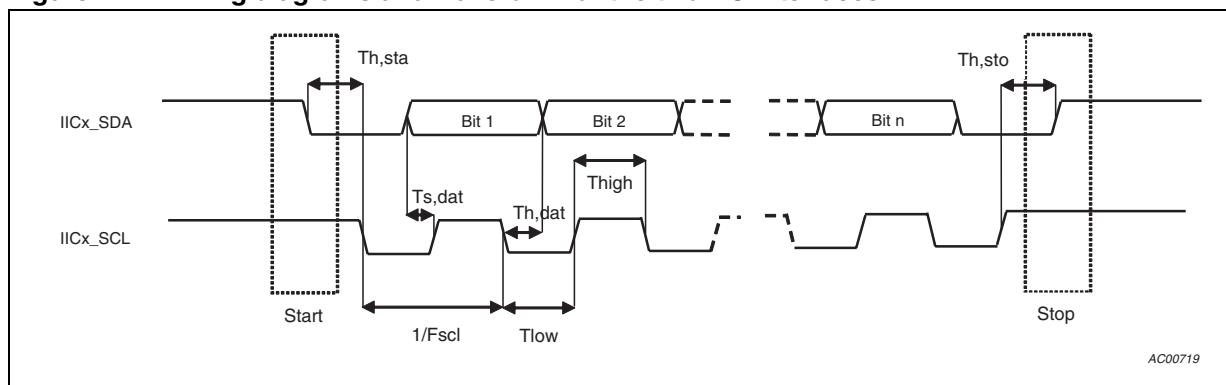 Th,sta
Th,sto
IICx_SDA
Bit 1
Bit 2
Bit n
Thigh
Ts,dat
Th,dat
IICx_SCL
Start
Stop
1/Fscl
Tlow
AC00719